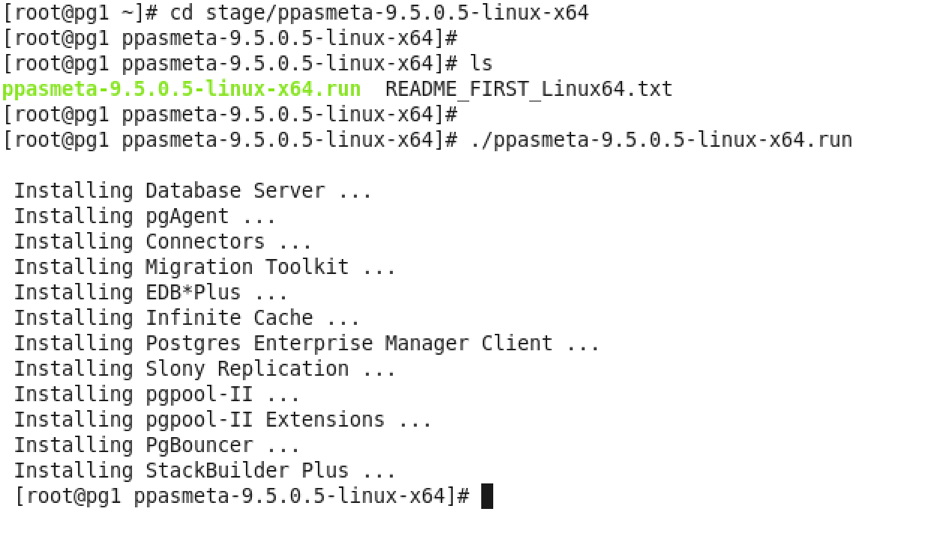 [root@pg1 ~]# cd stage/ppasmeta-9.5.0.5-linux-x64
[root@pg1 ppasmeta-9.5.0.5-linux-x64]#
[root@pg1 ppasmeta-9.5.0.5-linux-x64]# ls
ppasmeta-9.5.0.5-linux-x64.run  README_FIRST_Linux64.txt
[root@pg1 ppasmeta-9.5.0.5-linux-x64]#
[root@pg1 ppasmeta-9.5.0.5-linux-x64]# ./ppasmeta-9.5.0.5-linux-x64.run
Installing Database Server ...
Installing pgAgent ...
Installing Connectors ...
Installing Migration Toolkit ...
Installing EDB*Plus ...
Installing Infinite Cache ...
Installing Postgres Enterprise Manager Client ...
Installing Slony Replication ...
Installing pgpool-II ...
Installing pgpool-II Extensions ...
Installing PgBouncer ...
Installing StackBuilder Plus ...
[root@pg1 ppasmeta-9.5.0.5-linux-x64]#